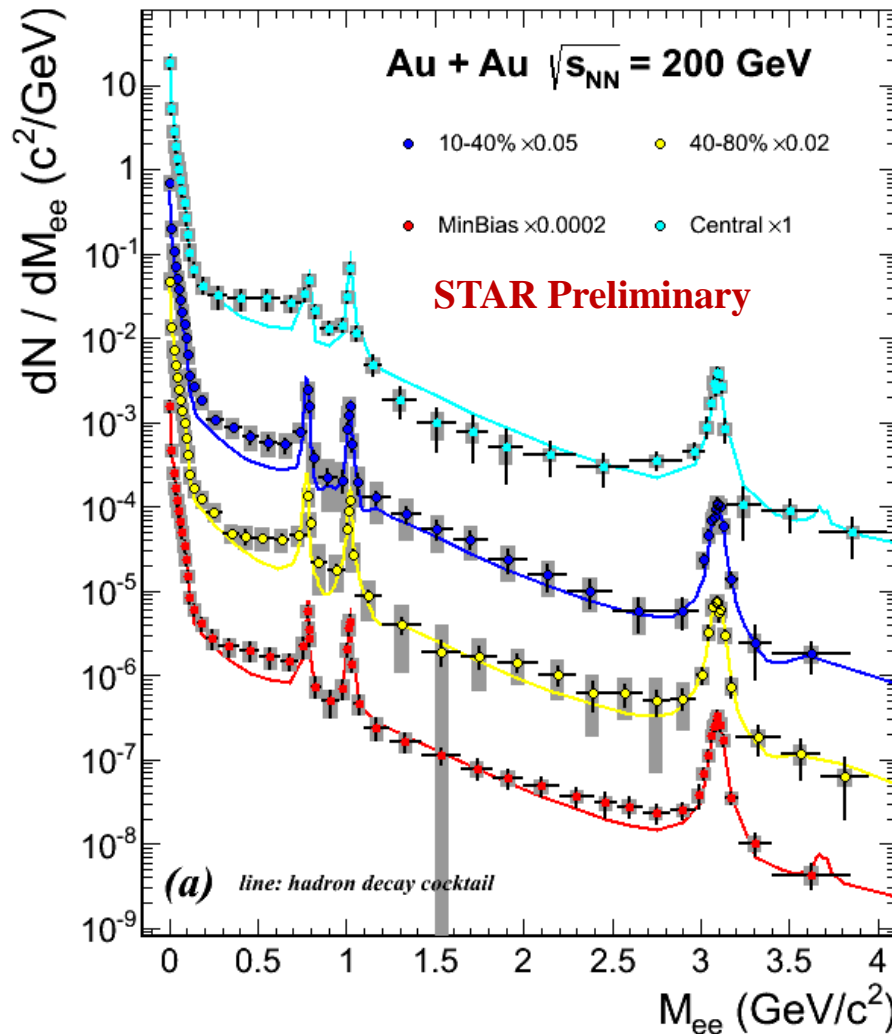 dN / dM_ee (c²/GeV)
Au + Au √s_NN = 200 GeV
10-40% ×0.05
40-80% ×0.02
MinBias ×0.0002
Central ×1
STAR Preliminary
10
1
10⁻¹
10⁻²
10⁻³
10⁻⁴
10⁻⁵
10⁻⁶
10⁻⁷
10⁻⁸
10⁻⁹
(a) line: hadron decay cocktail
0 0.5 1 1.5 2 2.5 3 3.5 4
M_ee (GeV/c²)